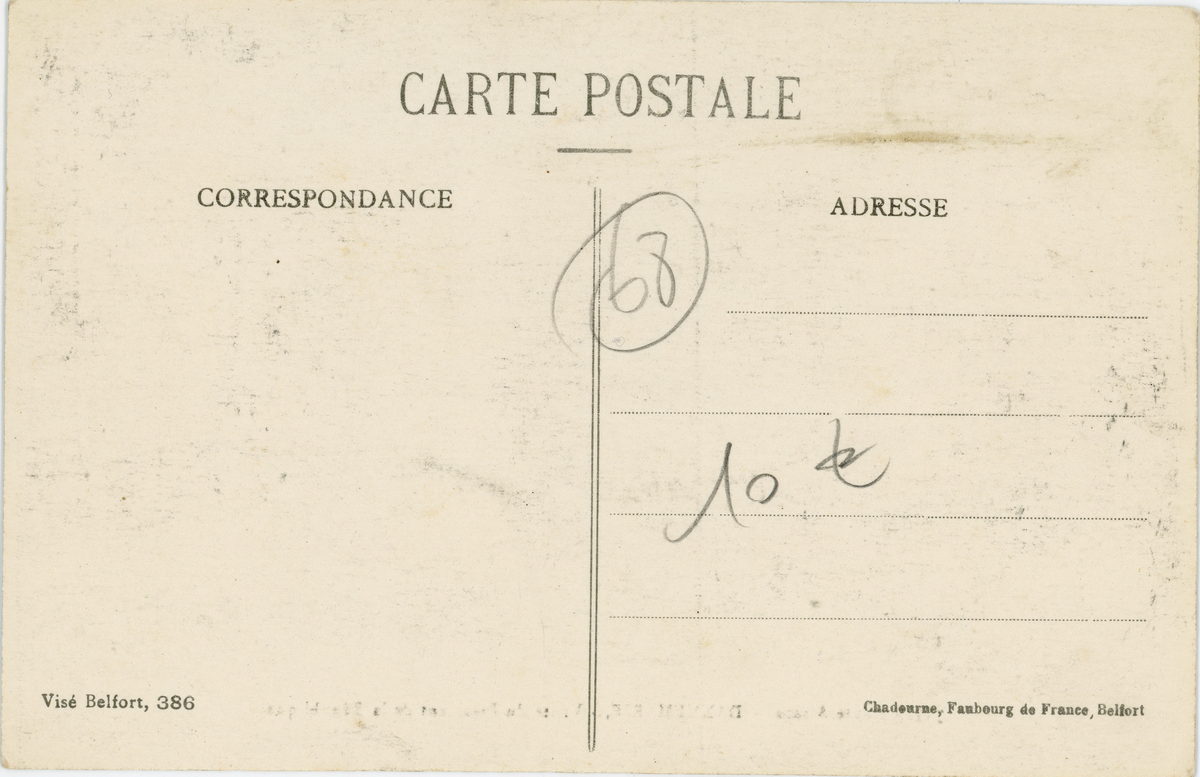 CARTE POSTALE
CORRESPONDANCE
ADRESSE
68
10 €
Visé Belfort, 386
Chadourne, Faubourg de France, Belfort